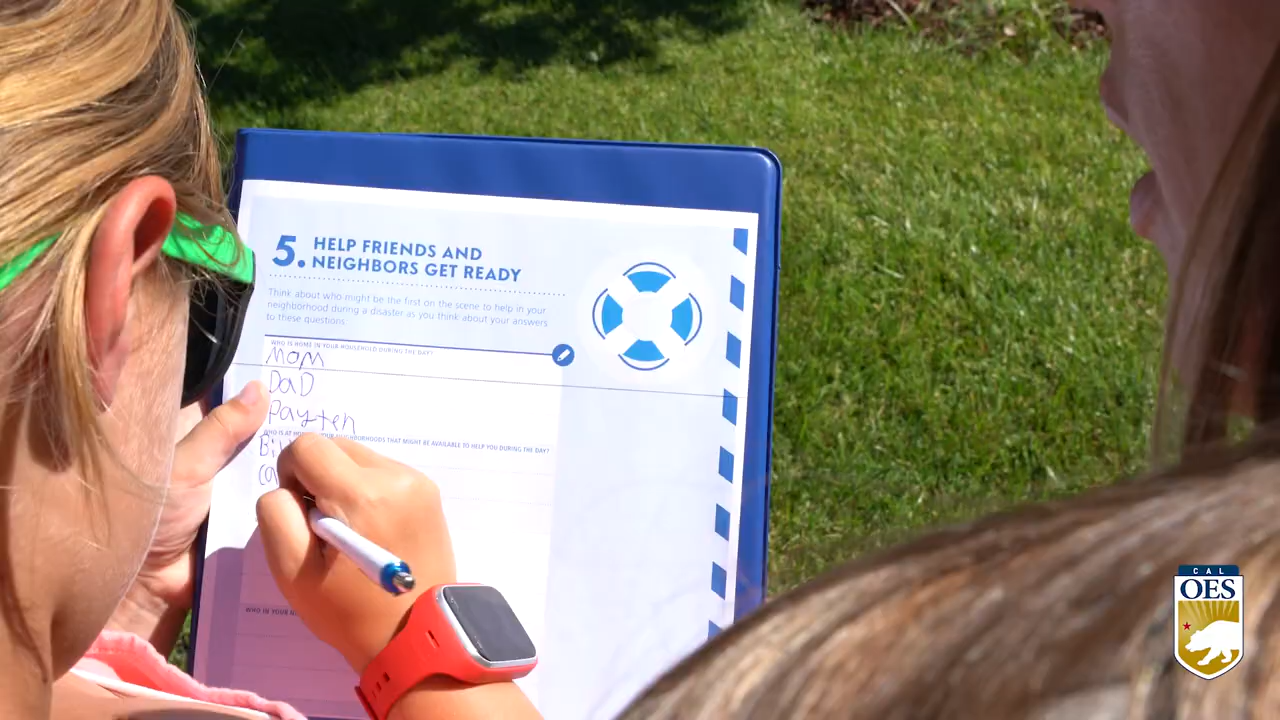 5. HELP FRIENDS AND
NEIGHBORS GET READY
Think about who might be the first on the scene to help in your
neighborhood during a disaster as you think about your answers
to these questions.
WHO IS HOME IN YOUR HOUSEHOLD DURING THE DAY?
Mom
DaD
Payten
WHO IS AT YOUR NEIGHBORHOODS THAT MIGHT BE AVAILABLE TO HELP YOU DURING THE DAY?
WHO IN YOUR
CAL
OES